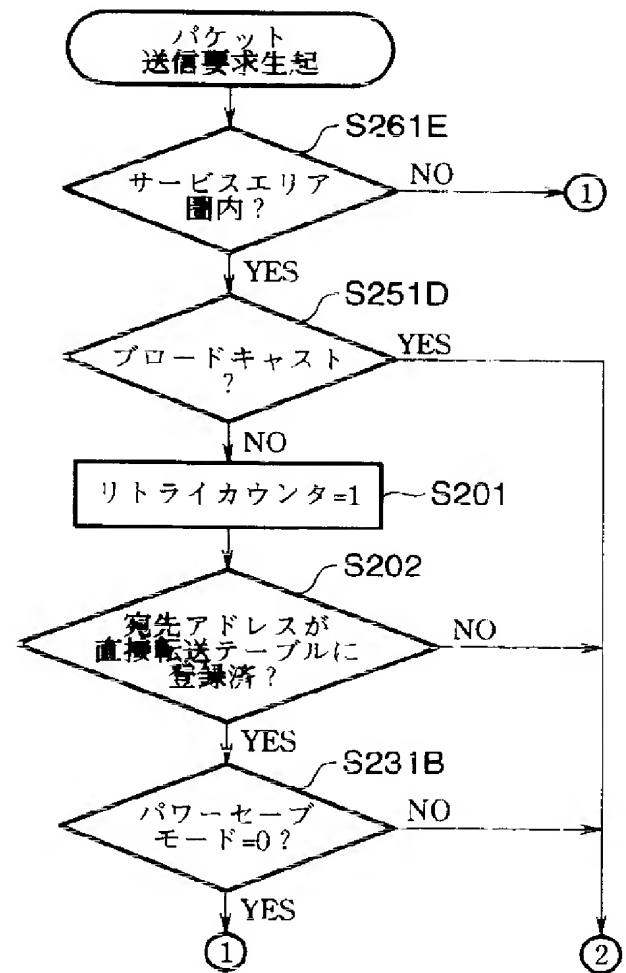 パケット
送信要求生起
S261E
サービスエリア
圏内?
NO
①
YES
S251D
ブロードキャスト
?
YES
NO
リトライカウンタ=1
S201
S202
宛先アドレスが
直接転送テーブルに
登録済?
NO
YES
S231B
パワーセーブ
モード=0?
NO
YES
①
②